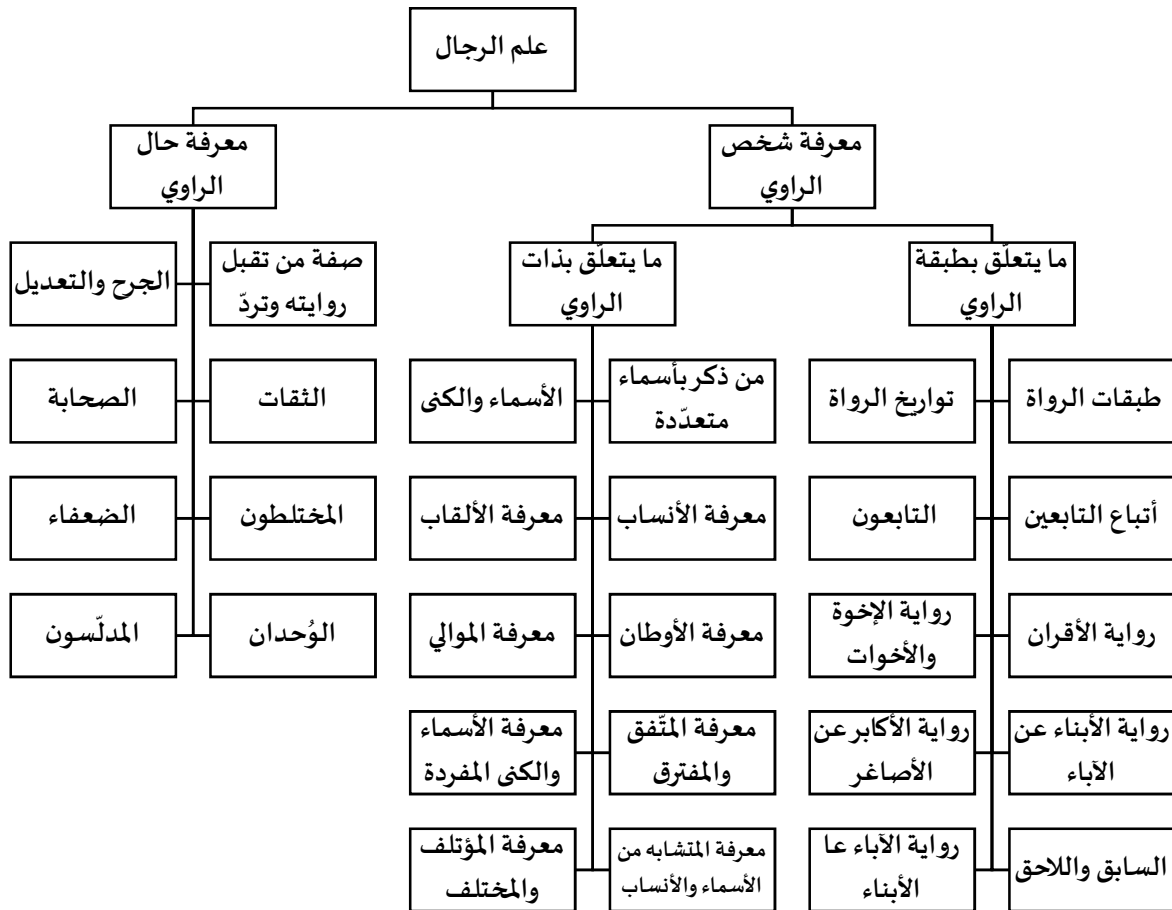 علم الرجال
معرفة شخص
الراوي
معرفة حال
الراوي
ما يتعلّق بطبقة
الراوي
ما يتعلّق بذات
الراوي
صفة من تقبل
روايته وتردّ
الجرح والتعديل
طبقات الرواة
تواريخ الرواة
من ذكر بأسماء
متعدّدة
الأسماء والكنى
الثقات
الصحابة
أتباع التابعين
التابعون
معرفة الأنساب
معرفة الألقاب
المختلطون
الضعفاء
رواية الأقران
رواية الإخوة
والأخوات
معرفة الأوطان
معرفة الموالي
الوُحدان
المدلّسون
رواية الأبناء عن
الآباء
رواية الأكابر عن
الأصاغر
معرفة المتّفق
والمفترق
معرفة الأسماء
والكنى المفردة
السابق واللاحق
رواية الآباء عا
الأبناء
معرفة المتشابه من
الأسماء والأنساب
معرفة المؤتلف
والمختلف